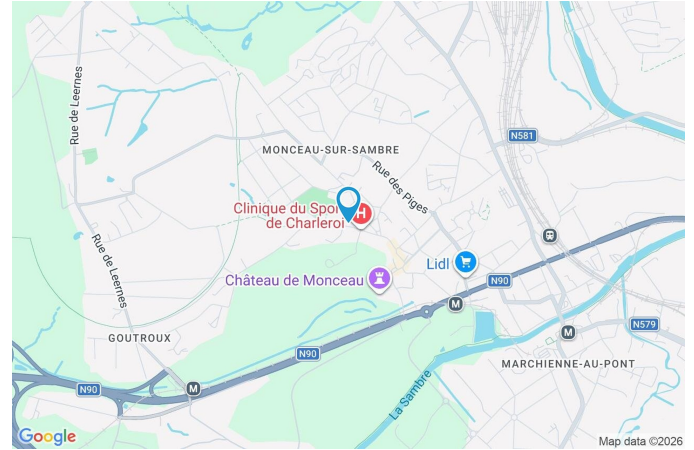 Rue de Leernes
N581
MONCEAU-SUR-SAMBRE
Rue des Piges
Clinique du Spor
de Charleroi
H
Rue de Leernes
Lidl
Château de Monceau
N90
M
N579
M
GOUTROUX
N90
MARCHIENNE-AU-PONT
N90
M
La Sambre
Google
Map data ©2026